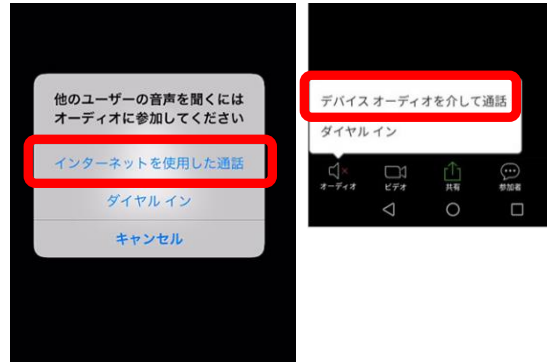 他のユーザーの音声を聞くには
オーディオに参加してください
インターネットを使用した通話
ダイヤル イン
キャンセル
デバイス オーディオを介して通話
ダイヤル イン
オーディオ
ビデオ
共有
参加者